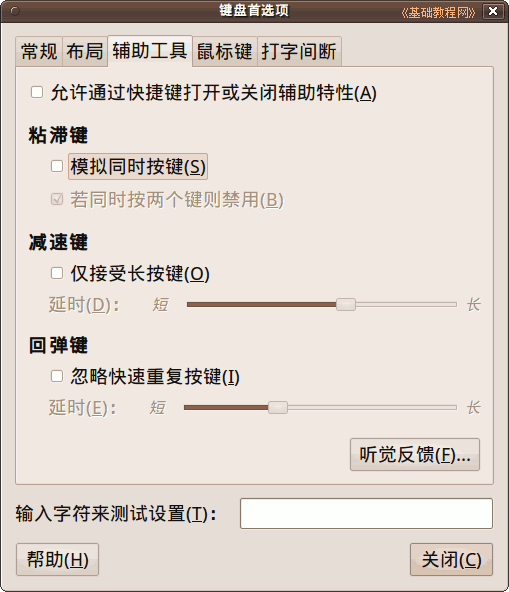 键盘首选项
《基础教程网》
常规 布局 辅助工具 鼠标键 打字间断
允许通过快捷键打开或关闭辅助特性(A)
粘滞键
模拟同时按键(S)
若同时按两个键则禁用(B)
减速键
仅接受长按键(O)
延时(D)： 短 长
回弹键
忽略快速重复按键(I)
延时(E)： 短 长
听觉反馈(F)...
输入字符来测试设置(T)：
帮助(H) 关闭(C)